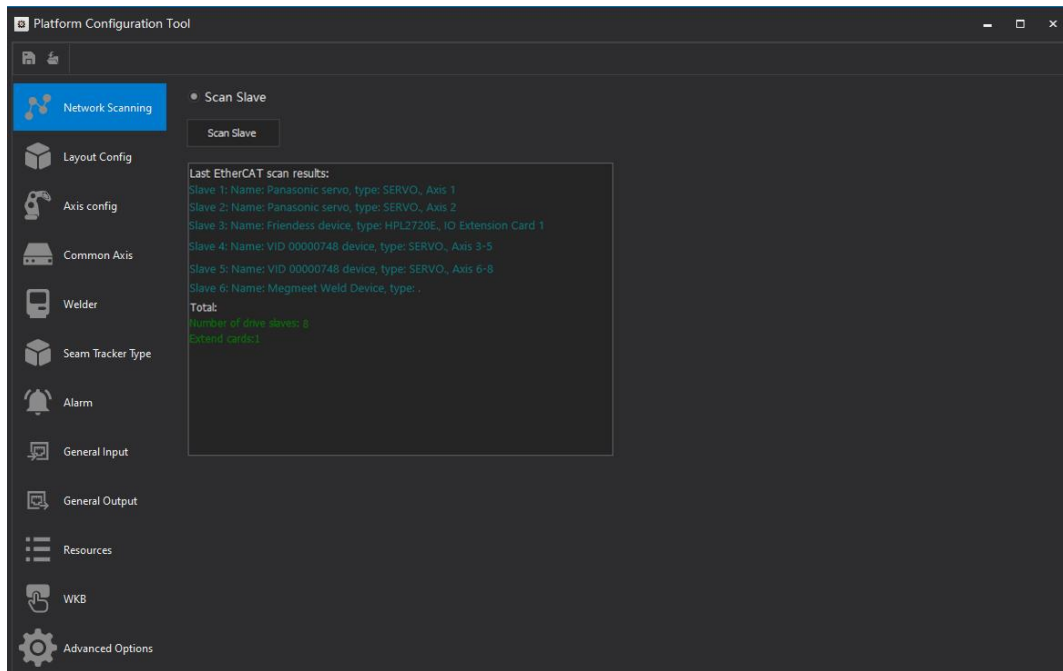 Platform Configuration Tool
Network Scanning
Layout Config
Axis config
Common Axis
Welder
Seam Tracker Type
Alarm
General Input
General Output
Resources
WKB
Advanced Options
Scan Slave
Scan Slave
Last EtherCAT scan results:
Slave 1: Name: Panasonic servo, type: SERVO., Axis 1
Slave 2: Name: Panasonic servo, type: SERVO., Axis 2
Slave 3: Name: Friendess device, type: HPL2720E., IO Extension Card 1
Slave 4: Name: VID 00000748 device, type: SERVO., Axis 3-5
Slave 5: Name: VID 00000748 device, type: SERVO., Axis 6-8
Slave 6: Name: Megmeet Weld Device, type: .
Total:
Number of drive slaves: 8
Extend cards:1